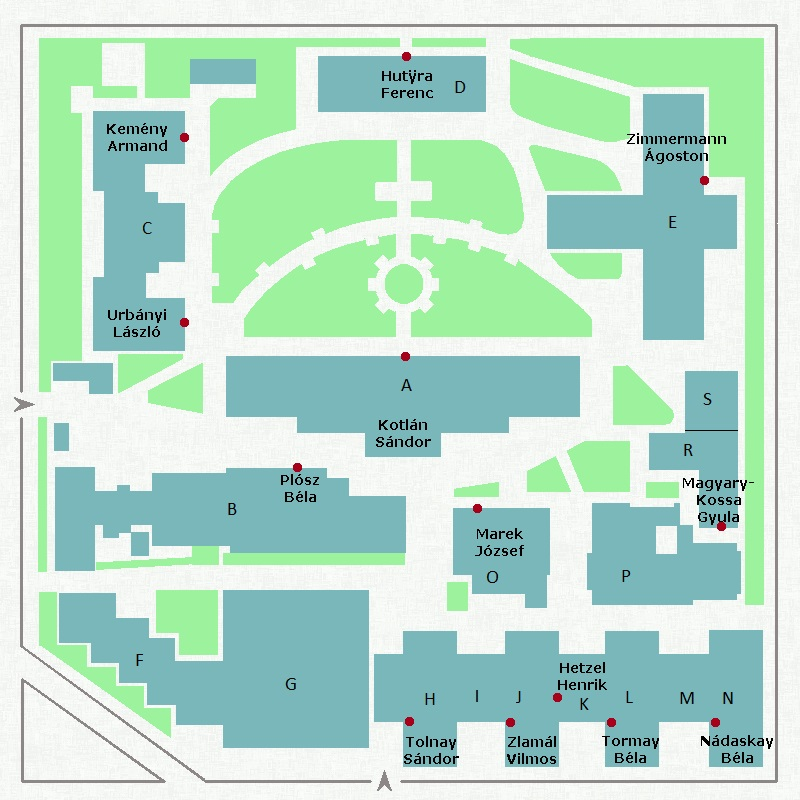 Hutÿra
Ferenc
D
Kemény
Armand
Zimmermann
Ágoston
C
E
Urbányi
László
A
Kotlán
Sándor
S
R
Plósz
Béla
B
Magyary-
Kossa
Gyula
Marek
József
O
P
F
G
Hetzel
Henrik
H
I
J
K
L
M
N
Tolnay
Sándor
Zlamál
Vilmos
Tormay
Béla
Nádaskay
Béla